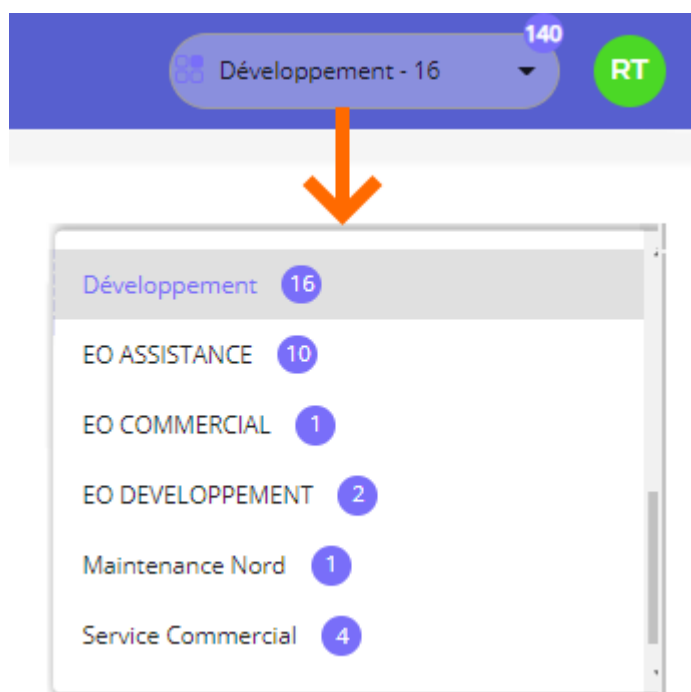 140
Développement - 16
RT
Développement 16
EO ASSISTANCE 10
EO COMMERCIAL 1
EO DEVELOPPEMENT 2
Maintenance Nord 1
Service Commercial 4